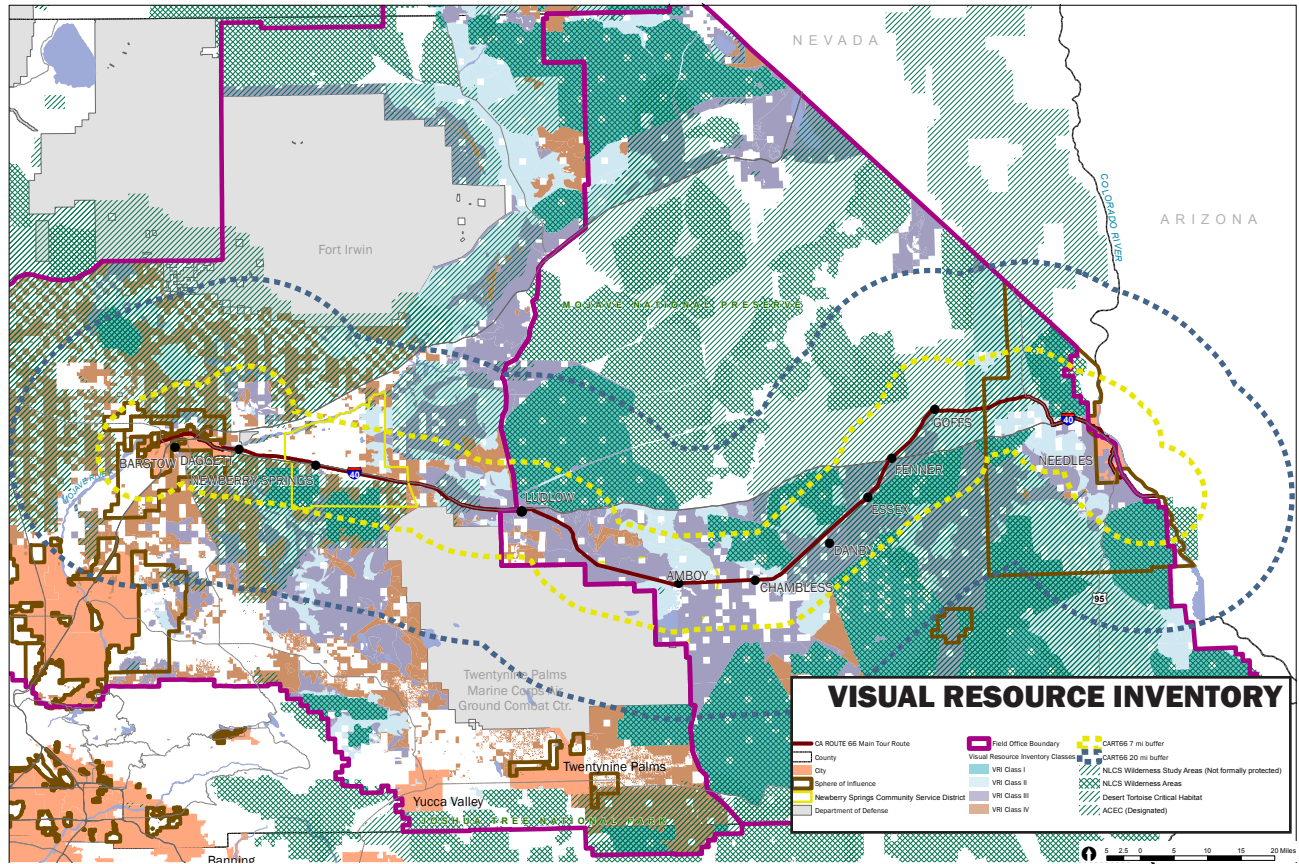 NEVADA
ARIZONA
COLORADO RIVER
Fort Irwin
MOJAVE NATIONAL PRESERVE
GOFFS
40
BARSTOW
DAGGETT
NEWBERRY SPRINGS
40
FENNER
NEEDLES
LUDLOW
ESSEX
DANBY
AMBOY
CHAMBLESS
95
Twentynine Palms
Marine Corps Air
Ground Combat Ctr.
Twentynine Palms
Yucca Valley
JOSHUA TREE NATIONAL PARK
Banning
VISUAL RESOURCE INVENTORY
CA ROUTE 66 Main Tour Route
County
City
Sphere of Influence
Newberry Springs Community Service District
Department of Defense
Field Office Boundary
Visual Resource Inventory Classes
VRI Class I
VRI Class II
VRI Class III
VRI Class IV
CART66 7 mi buffer
CART66 20 mi buffer
NLCS Wilderness Study Areas (Not formally protected)
NLCS Wilderness Areas
Desert Tortoise Critical Habitat
ACEC (Designated)
5 2.5 0 5 10 15 20 Miles